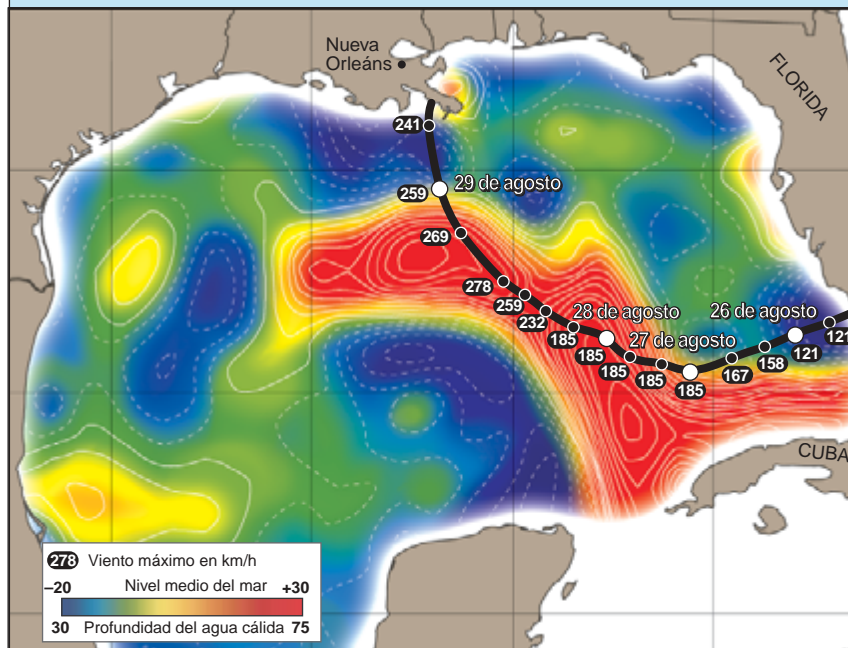 Nueva
Orleáns
FLORIDA
241
259
29 de agosto
269
278
259
232
28 de agosto
185
185
27 de agosto
185
185
185
26 de agosto
167
158
121
121
CUBA
278 Viento máximo en km/h
–20 Nivel medio del mar +30
30 Profundidad del agua cálida 75